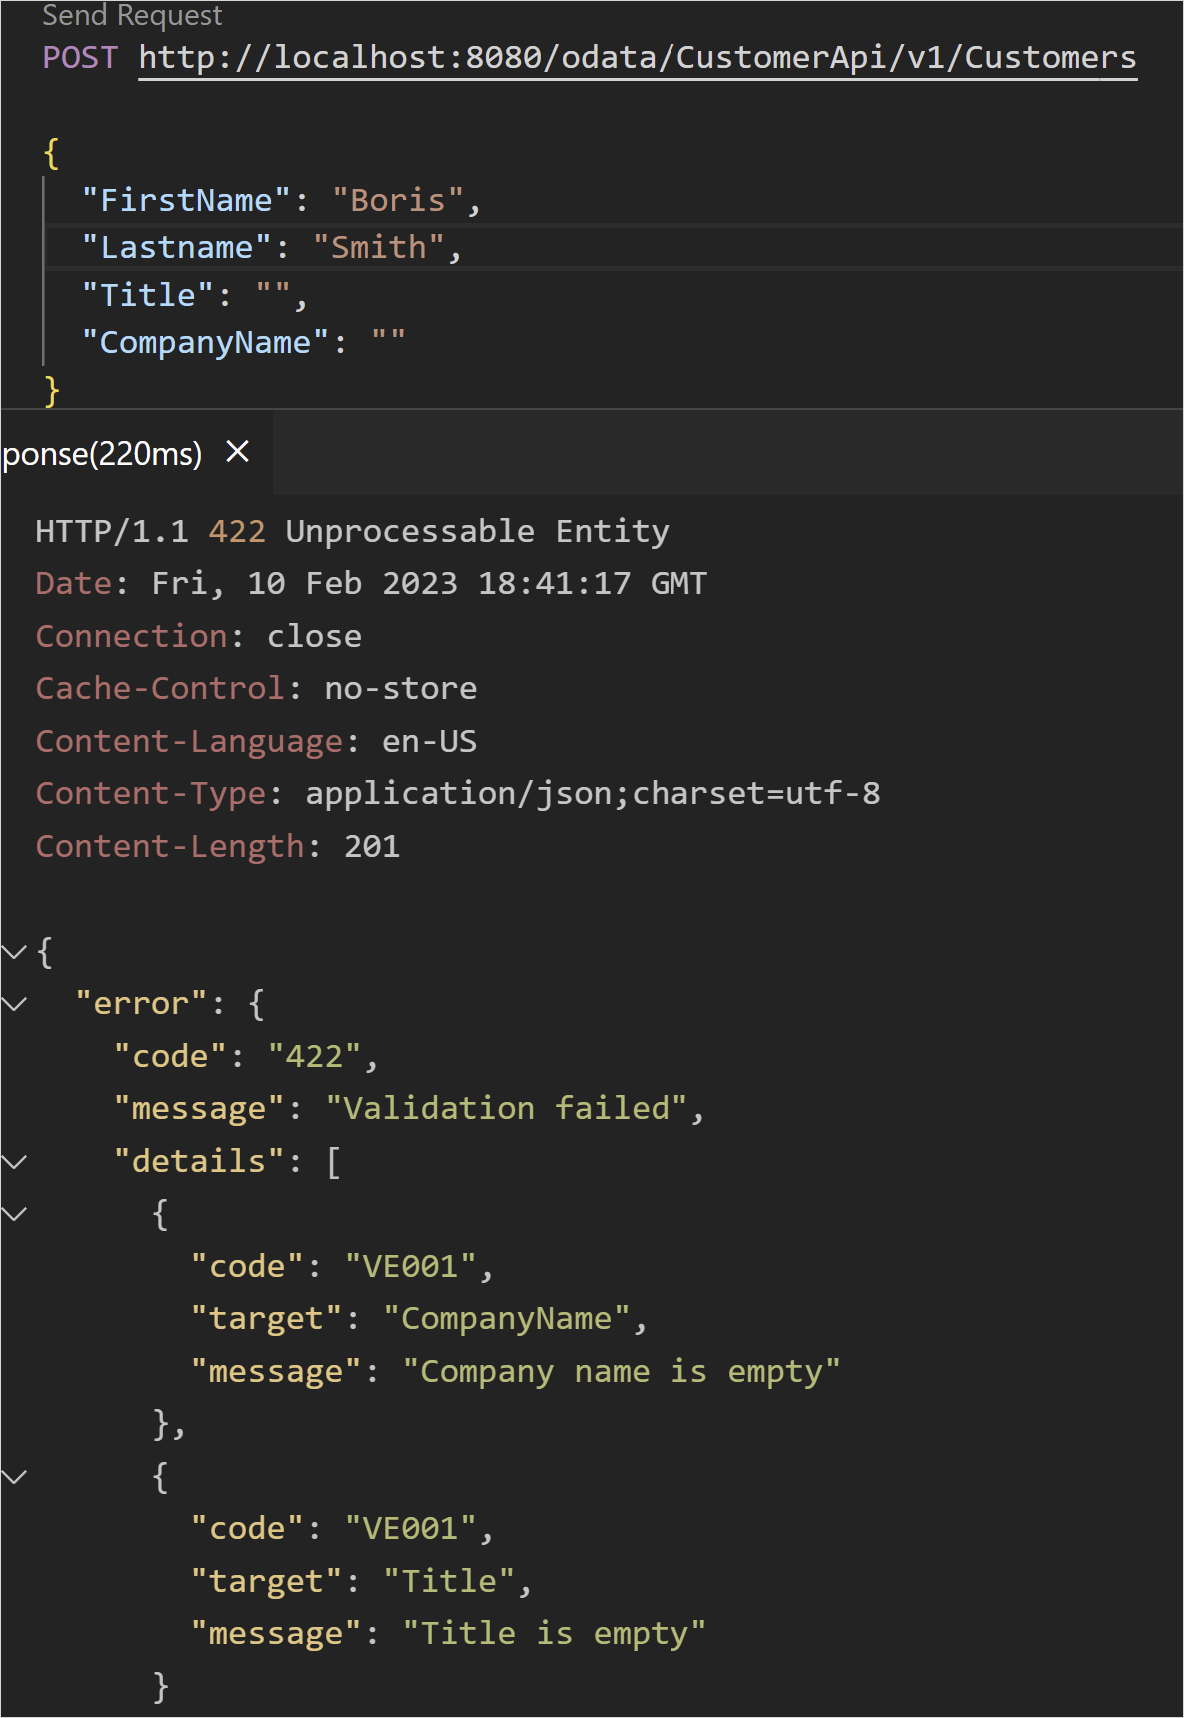 Send Request
POST http://localhost:8080/odata/CustomerApi/v1/Customers
{
"FirstName": "Boris",
"Lastname": "Smith",
"Title": "",
"CompanyName": ""
}
ponse(220ms) ×
HTTP/1.1 422 Unprocessable Entity
Date: Fri, 10 Feb 2023 18:41:17 GMT
Connection: close
Cache-Control: no-store
Content-Language: en-US
Content-Type: application/json;charset=utf-8
Content-Length: 201
{
"error": {
"code": "422",
"message": "Validation failed",
"details": [
{
"code": "VE001",
"target": "CompanyName",
"message": "Company name is empty"
},
{
"code": "VE001",
"target": "Title",
"message": "Title is empty"
}